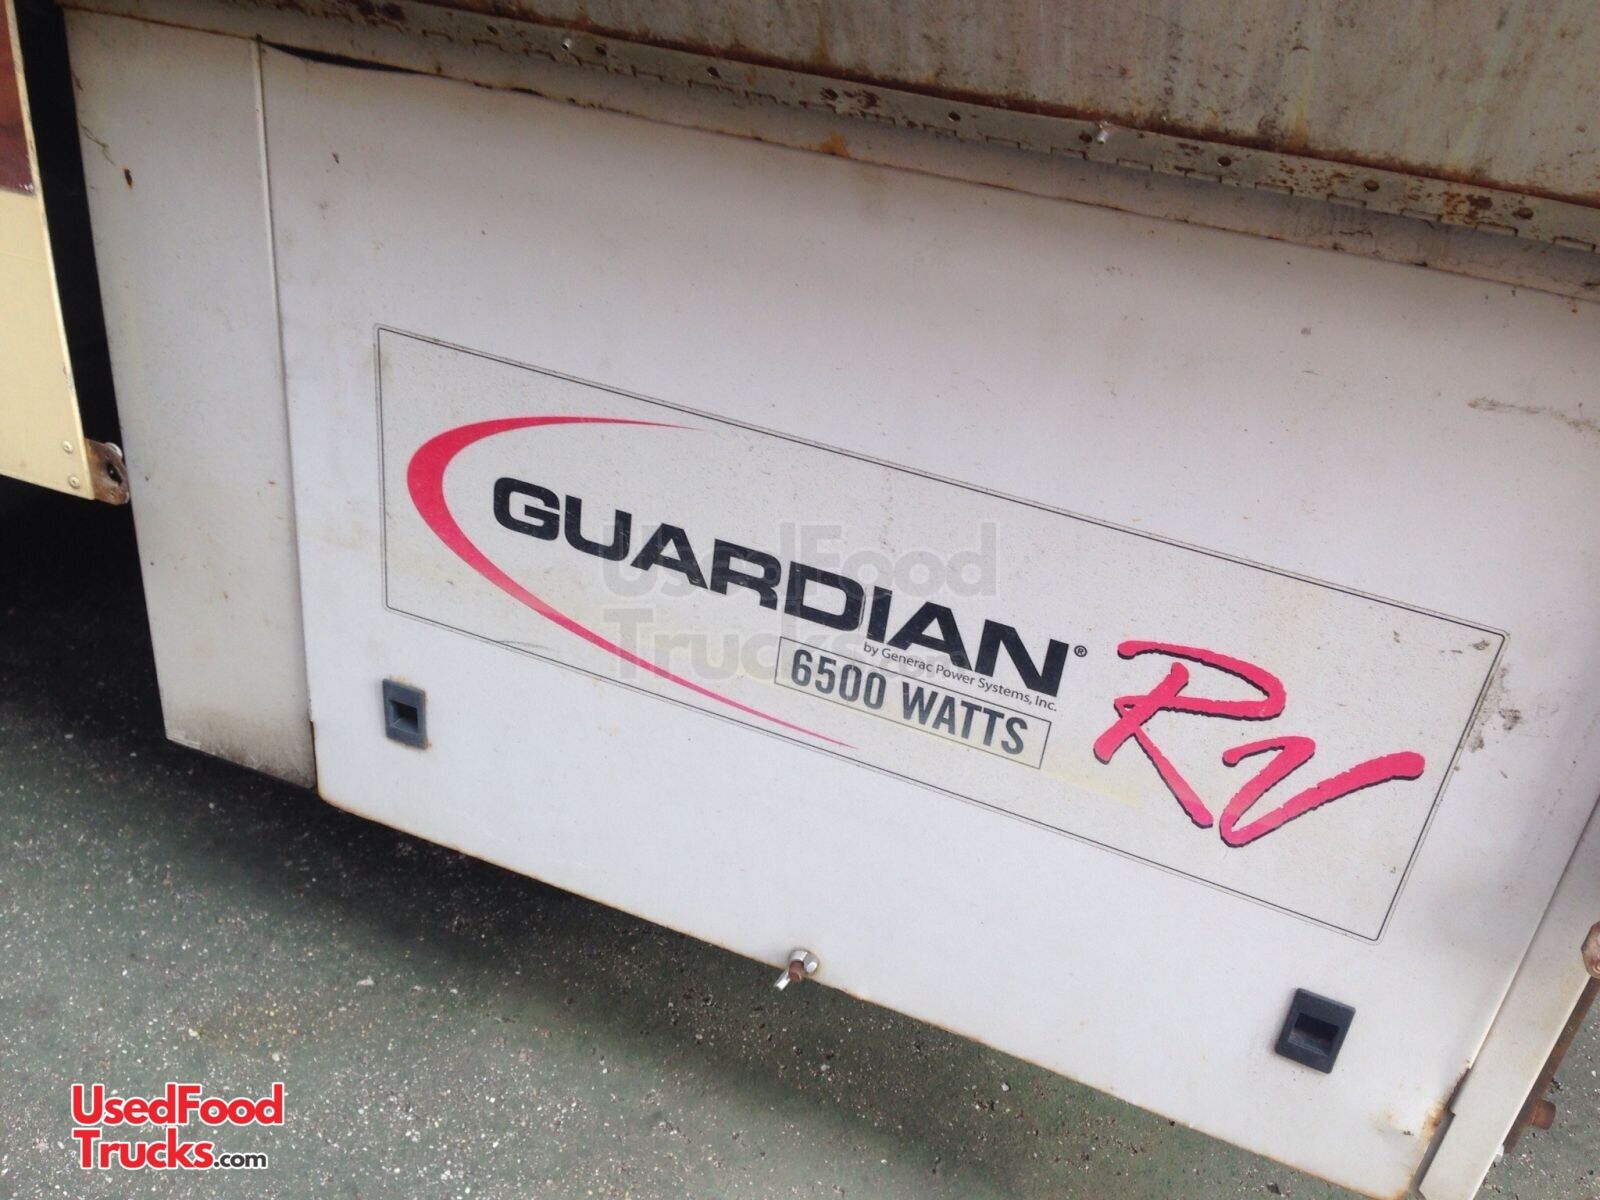 GUARDIAN®
by Generac Power Systems, Inc.
6500 WATTS
RV
UsedFood
Trucks.com
UsedFood
Trucks.com